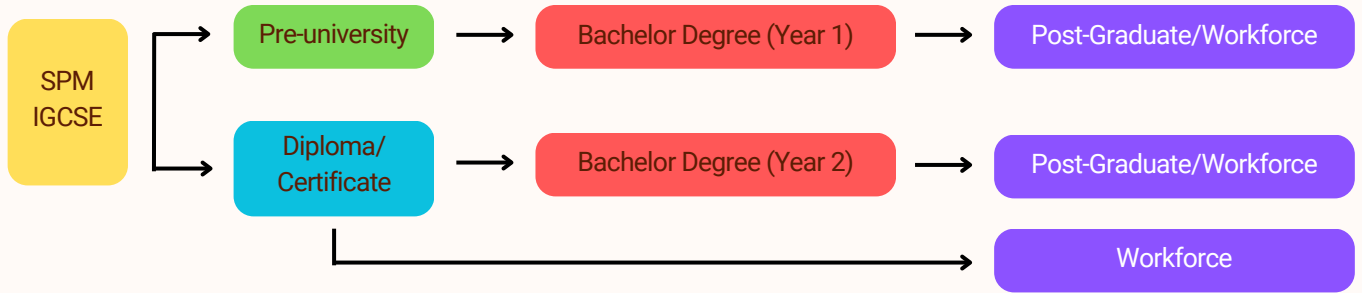 SPM
IGCSE
Pre-university
Bachelor Degree (Year 1)
Post-Graduate/Workforce
Diploma/
Certificate
Bachelor Degree (Year 2)
Post-Graduate/Workforce
Workforce